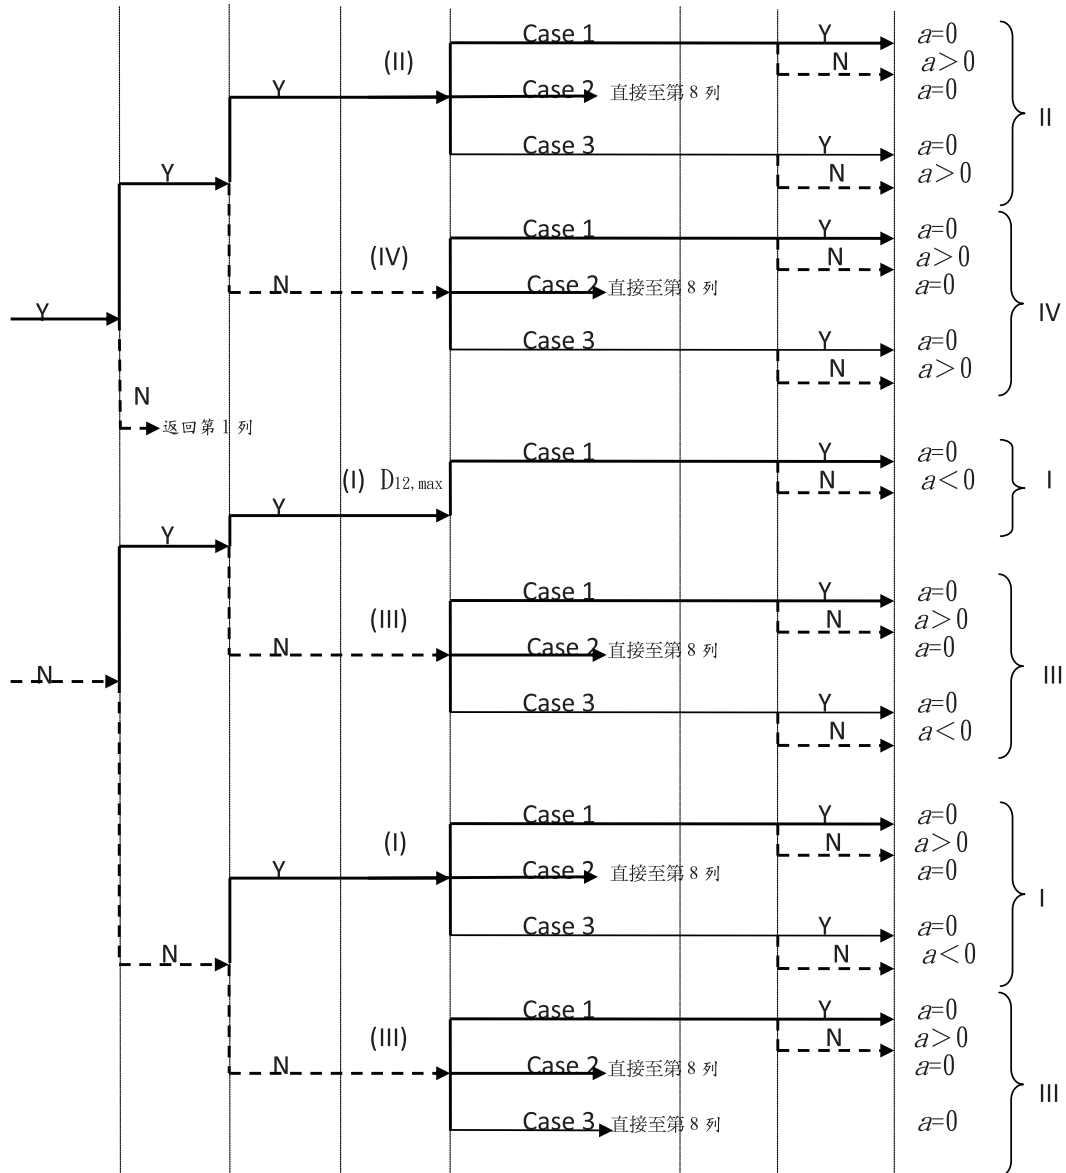 Case 1 Y a=0
(II) N a>0
Y Case 2 直接至第 8 列 a=0
II
Case 3 Y a=0
Y N a>0
Case 1 Y a=0
(IV) N a>0
N Case 2 直接至第 8 列 a=0
Y IV
Case 3 Y a=0
N a>0
N
返回第 1 列
Case 1 Y a=0
(I) D12,max N a<0 I
Y
Y
Case 1 Y a=0
(III) N a>0
N Case 2 直接至第 8 列 a=0
N III
Case 3 Y a=0
N a<0
Case 1 Y a=0
(I) N a>0
Y Case 2 直接至第 8 列 a=0
I
Case 3 Y a=0
N N a<0
Case 1 Y a=0
(III) N a>0
N Case 2 直接至第 8 列 a=0
III
Case 3 直接至第 8 列 a=0